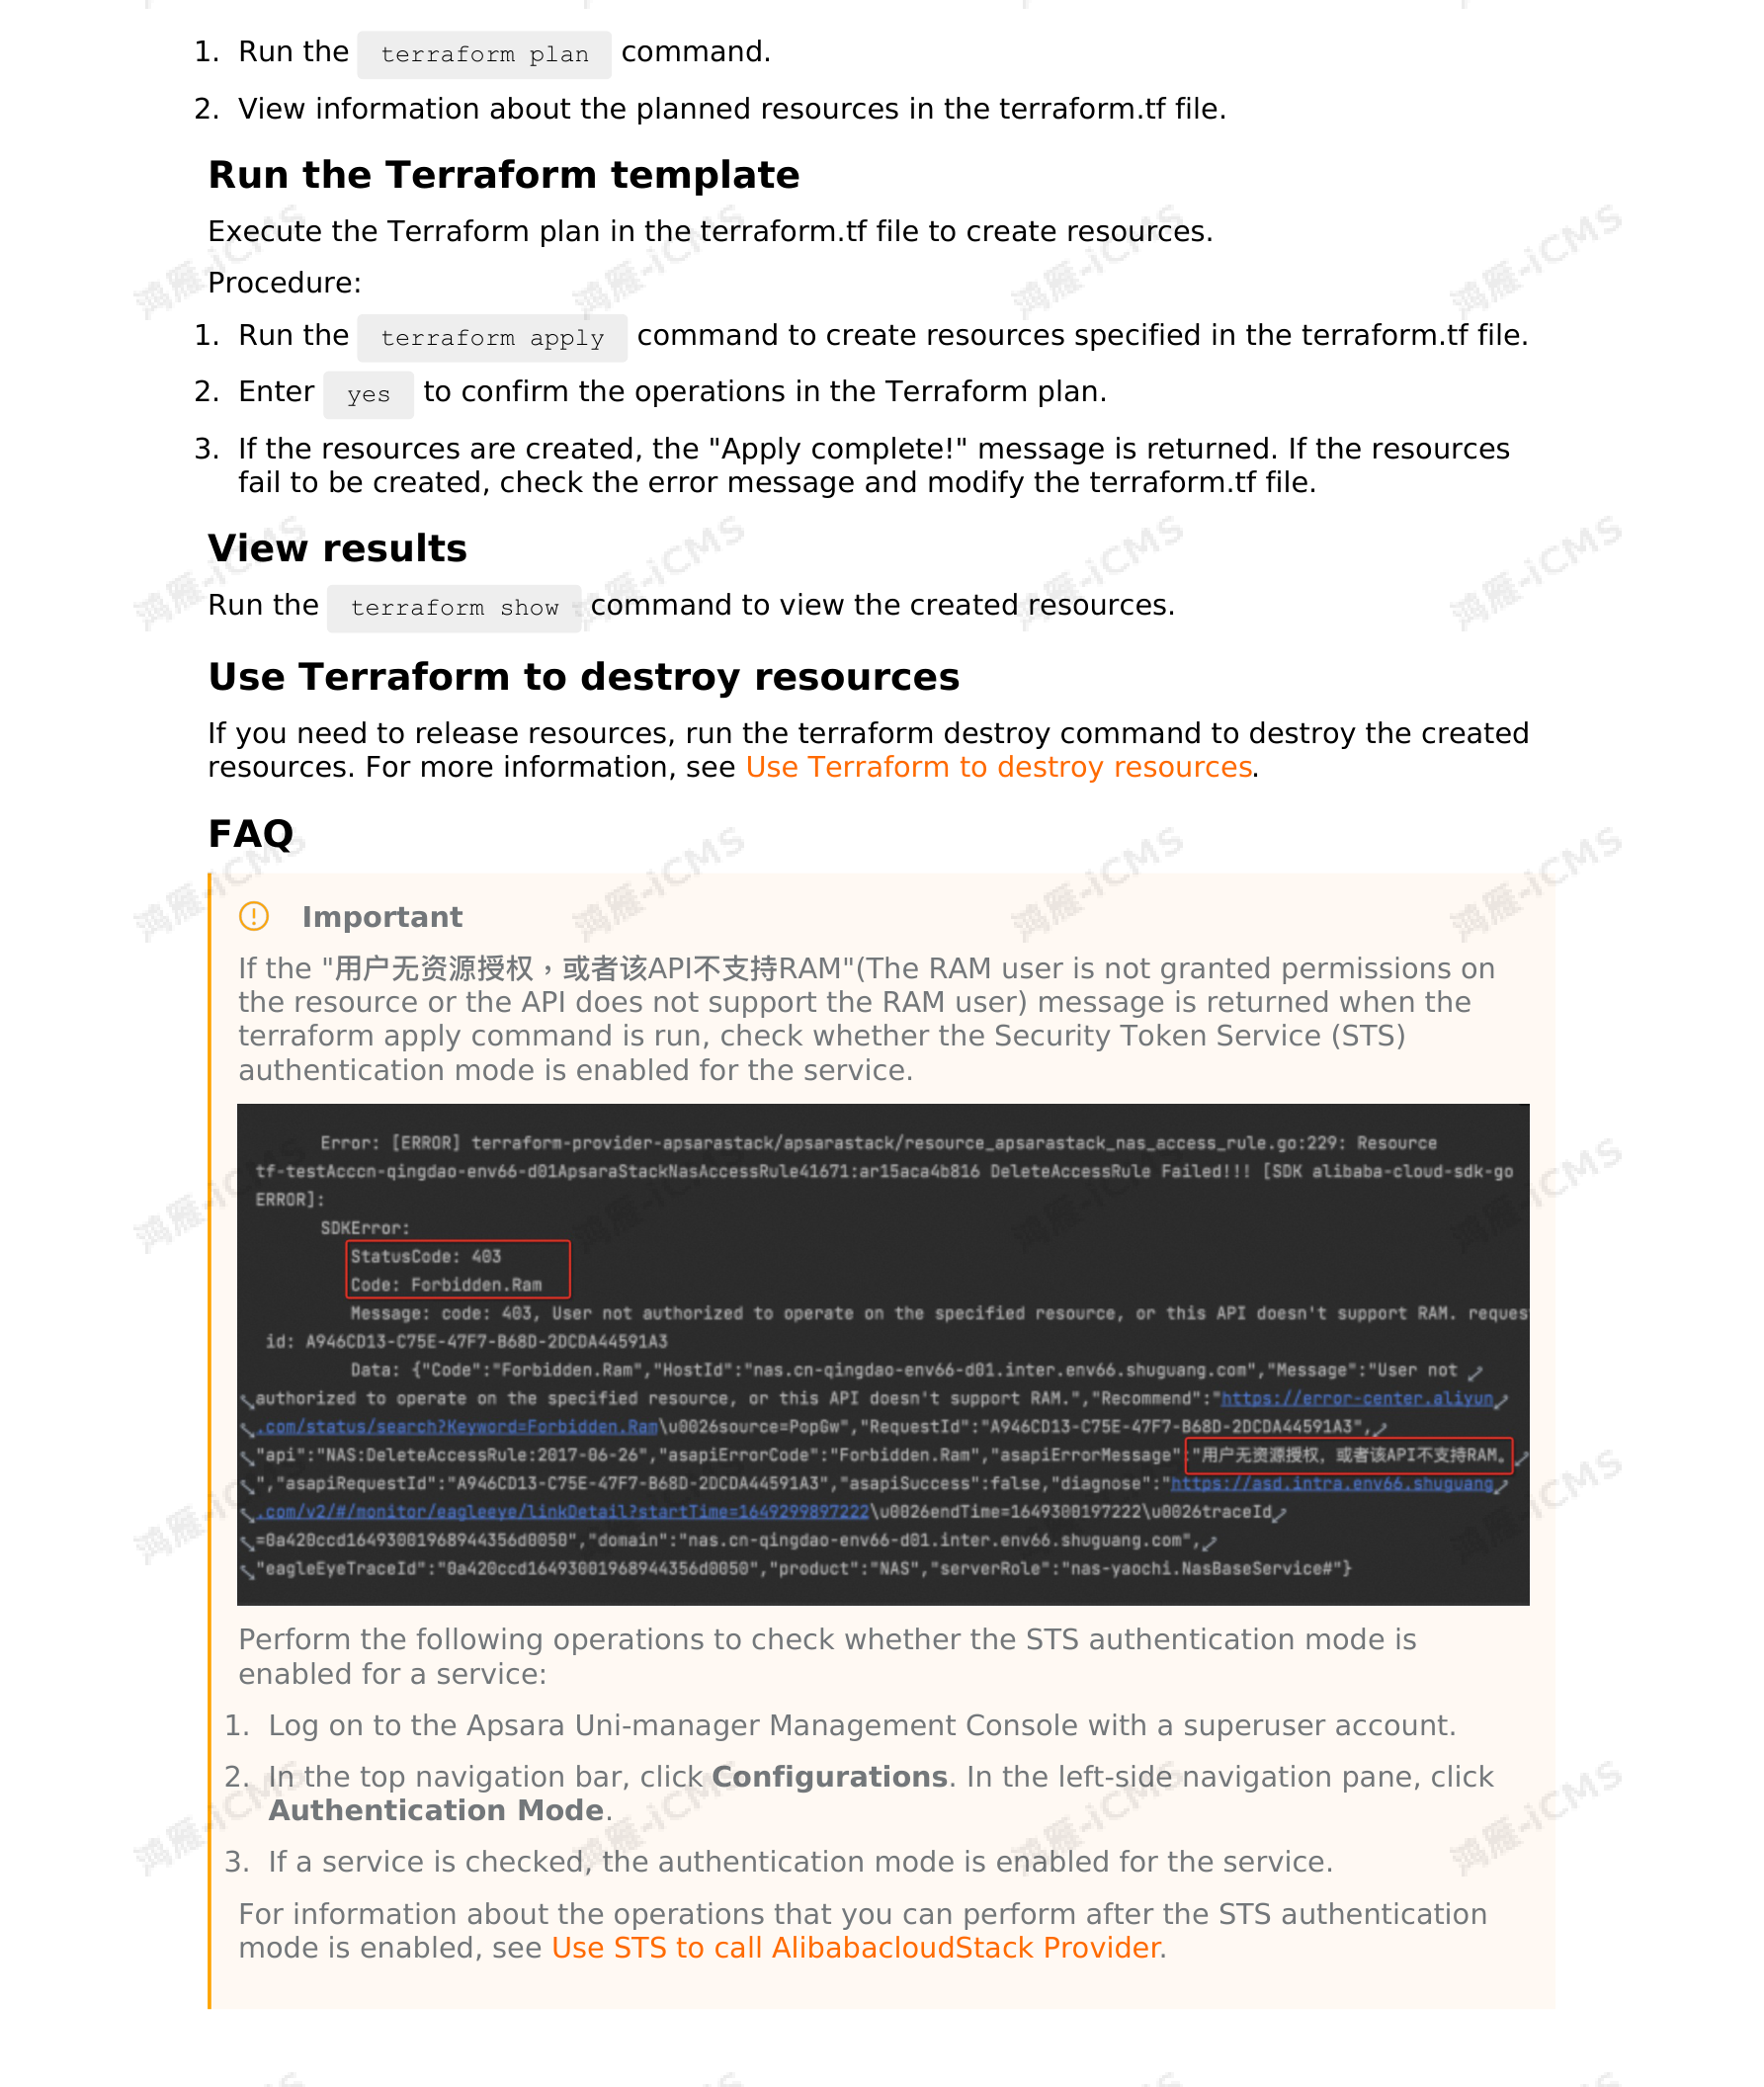 1. Run the terraform plan command.
2. View information about the planned resources in the terraform.tf file.
Run the Terraform template
Execute the Terraform plan in the terraform.tf file to create resources.
Procedure:
1. Run the terraform apply command to create resources specified in the terraform.tf file.
2. Enter yes to confirm the operations in the Terraform plan.
3. If the resources are created, the "Apply complete!" message is returned. If the resources
fail to be created, check the error message and modify the terraform.tf file.
View results
Run the terraform show command to view the created resources.
Use Terraform to destroy resources
If you need to release resources, run the terraform destroy command to destroy the created
resources. For more information, see Use Terraform to destroy resources.
FAQ
Important
If the "用户无资源授权，或者该API不支持RAM"(The RAM user is not granted permissions on
the resource or the API does not support the RAM user) message is returned when the
terraform apply command is run, check whether the Security Token Service (STS)
authentication mode is enabled for the service.
Error: [ERROR] terraform-provider-apsarastack/apsarastack/resource_apsarastack_nas_access_rule.go:229: Resource
tf-testAcccn-qingdao-env66-d01ApsaraStackNasAccessRule41671:ar15aca4b816 DeleteAccessRule Failed!!! [SDK alibaba-cloud-sdk-go
ERROR]:
SDKError:
StatusCode: 403
Code: Forbidden.Ram
Message: code: 403, User not authorized to operate on the specified resource, or this API doesn't support RAM. reques
id: A946CD13-C75E-47F7-B68D-2DCDA44591A3
Data: {"Code":"Forbidden.Ram","HostId":"nas.cn-qingdao-env66-d01.inter.env66.shuguang.com","Message":"User not
authorized to operate on the specified resource, or this API doesn't support RAM.","Recommend":"https://error-center.aliyun
.com/status/search?Keyword=Forbidden.Ram\u0026source=PopGw","RequestId":"A946CD13-C75E-47F7-B68D-2DCDA44591A3",
"api":"NAS:DeleteAccessRule:2017-06-26","asapiErrorCode":"Forbidden.Ram","asapiErrorMessage":"用户无资源授权，或者该API不支持RAM。
","asapiRequestId":"A946CD13-C75E-47F7-B68D-2DCDA44591A3","asapiSuccess":false,"diagnose":"https://asd.intra.env66.shuguang
.com/v2/#/monitor/eagleeye/linkDetail?startTime=1649299897222\u0026endTime=1649300197222\u0026traceId
=0a420ccd16493001968944356d0050","domain":"nas.cn-qingdao-env66-d01.inter.env66.shuguang.com",
"eagleEyeTraceId":"0a420ccd16493001968944356d0050","product":"NAS","serverRole":"nas-yaochi.NasBaseService#"}
Perform the following operations to check whether the STS authentication mode is
enabled for a service:
1. Log on to the Apsara Uni-manager Management Console with a superuser account.
2. In the top navigation bar, click Configurations. In the left-side navigation pane, click
Authentication Mode.
3. If a service is checked, the authentication mode is enabled for the service.
For information about the operations that you can perform after the STS authentication
mode is enabled, see Use STS to call AlibabacloudStack Provider.
鸿雁-iCMS